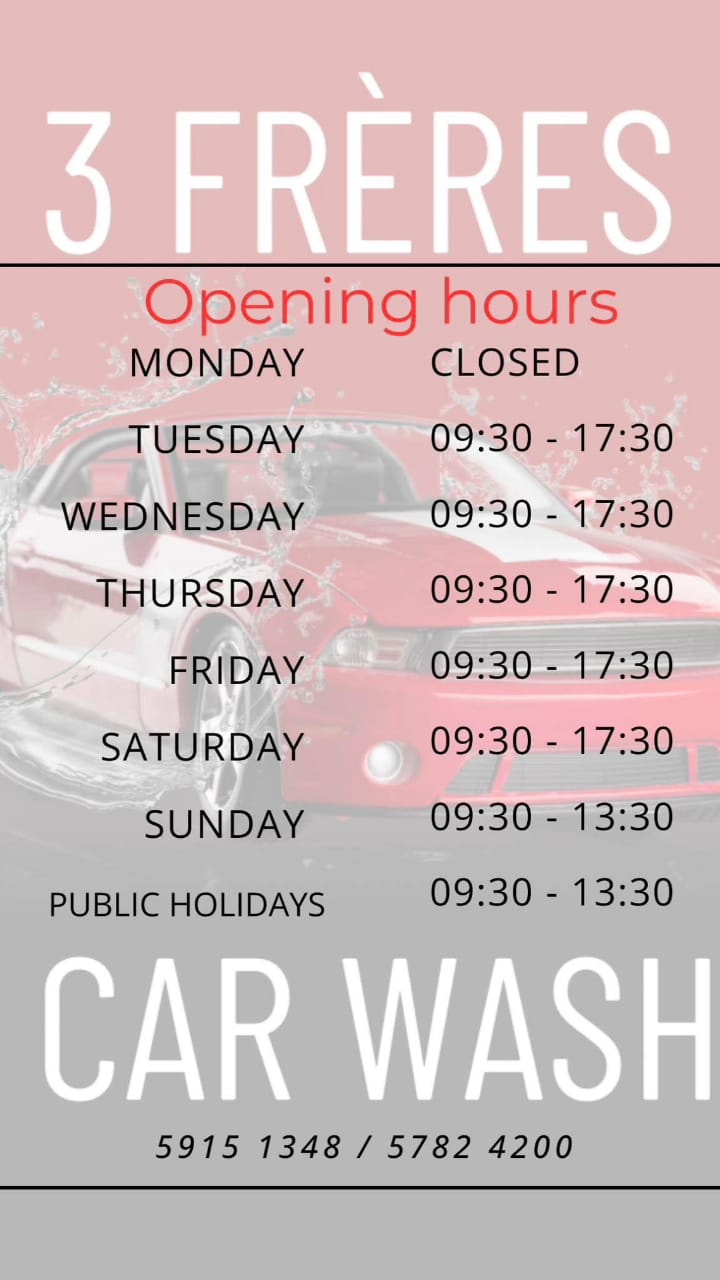 3 FRÈRES
Opening hours
MONDAY CLOSED
TUESDAY 09:30 - 17:30
WEDNESDAY 09:30 - 17:30
THURSDAY 09:30 - 17:30
FRIDAY 09:30 - 17:30
SATURDAY 09:30 - 17:30
SUNDAY 09:30 - 13:30
PUBLIC HOLIDAYS 09:30 - 13:30
CAR WASH
5915 1348 / 5782 4200